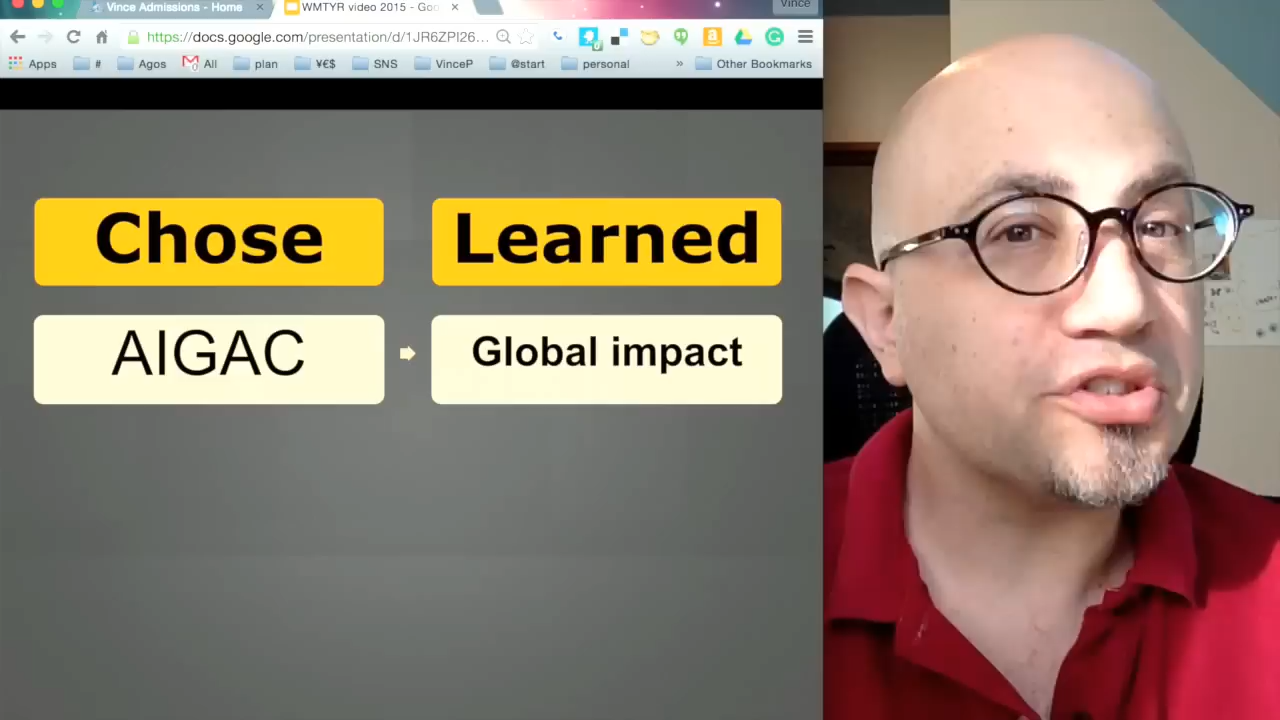 Vince Admissions - Home
WMTYR video 2015 - Goo
Vince
https://docs.google.com/presentation/d/1JR6ZPI26...
Apps
#
Agos
All
plan
¥€$
SNS
VinceP
@start
personal
»
Other Bookmarks
Chose
Learned
AIGAC
Global impact